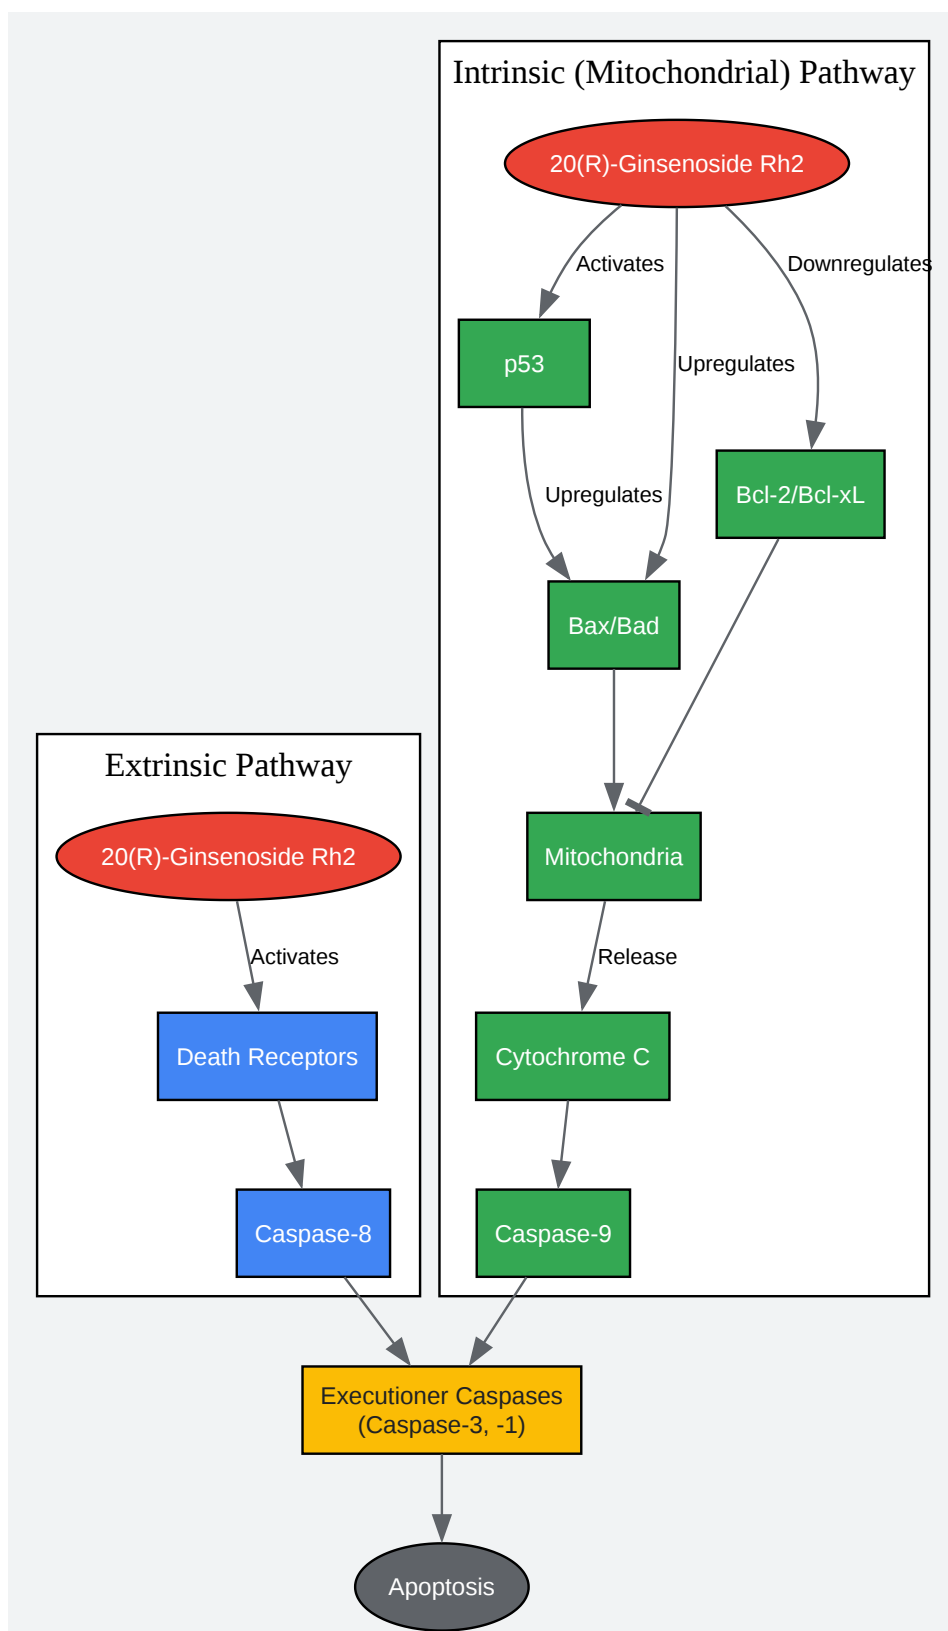 Intrinsic (Mitochondrial) Pathway
20(R)-Ginsenoside Rh2
Activates
Downregulates
p53
Upregulates
Upregulates
Bcl-2/Bcl-xL
Bax/Bad
Extrinsic Pathway
20(R)-Ginsenoside Rh2
Mitochondria
Activates
Release
Death Receptors
Cytochrome C
Caspase-8
Caspase-9
Executioner Caspases
(Caspase-3, -1)
Apoptosis